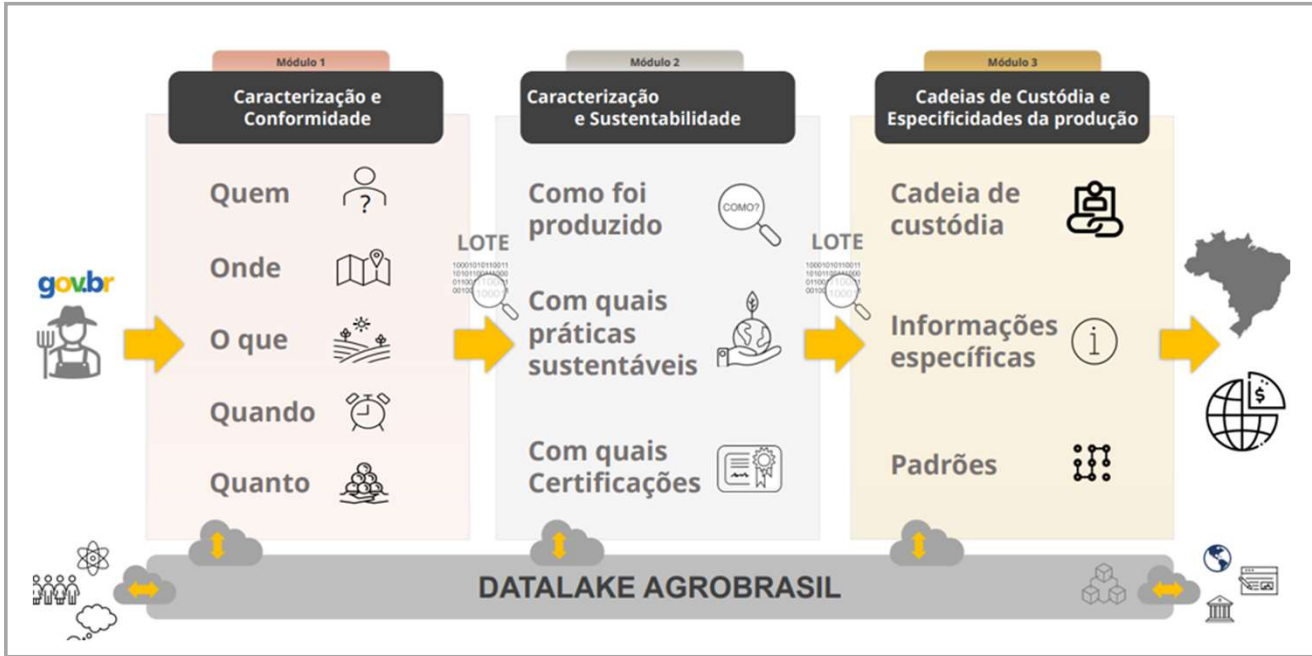 Módulo 1
Caracterização e
Conformidade
Quem
?
Onde
O que
Quando
Quanto
gov.br
LOTE
Módulo 2
Caracterização
e Sustentabilidade
Como foi
produzido
COMO?
Com quais
práticas
sustentáveis
Com quais
Certificações
LOTE
Módulo 3
Cadeias de Custódia e
Especificidades da produção
Cadeia de
custódia
Informações
específicas
i
Padrões
$
DATALAKE AGROBRASIL